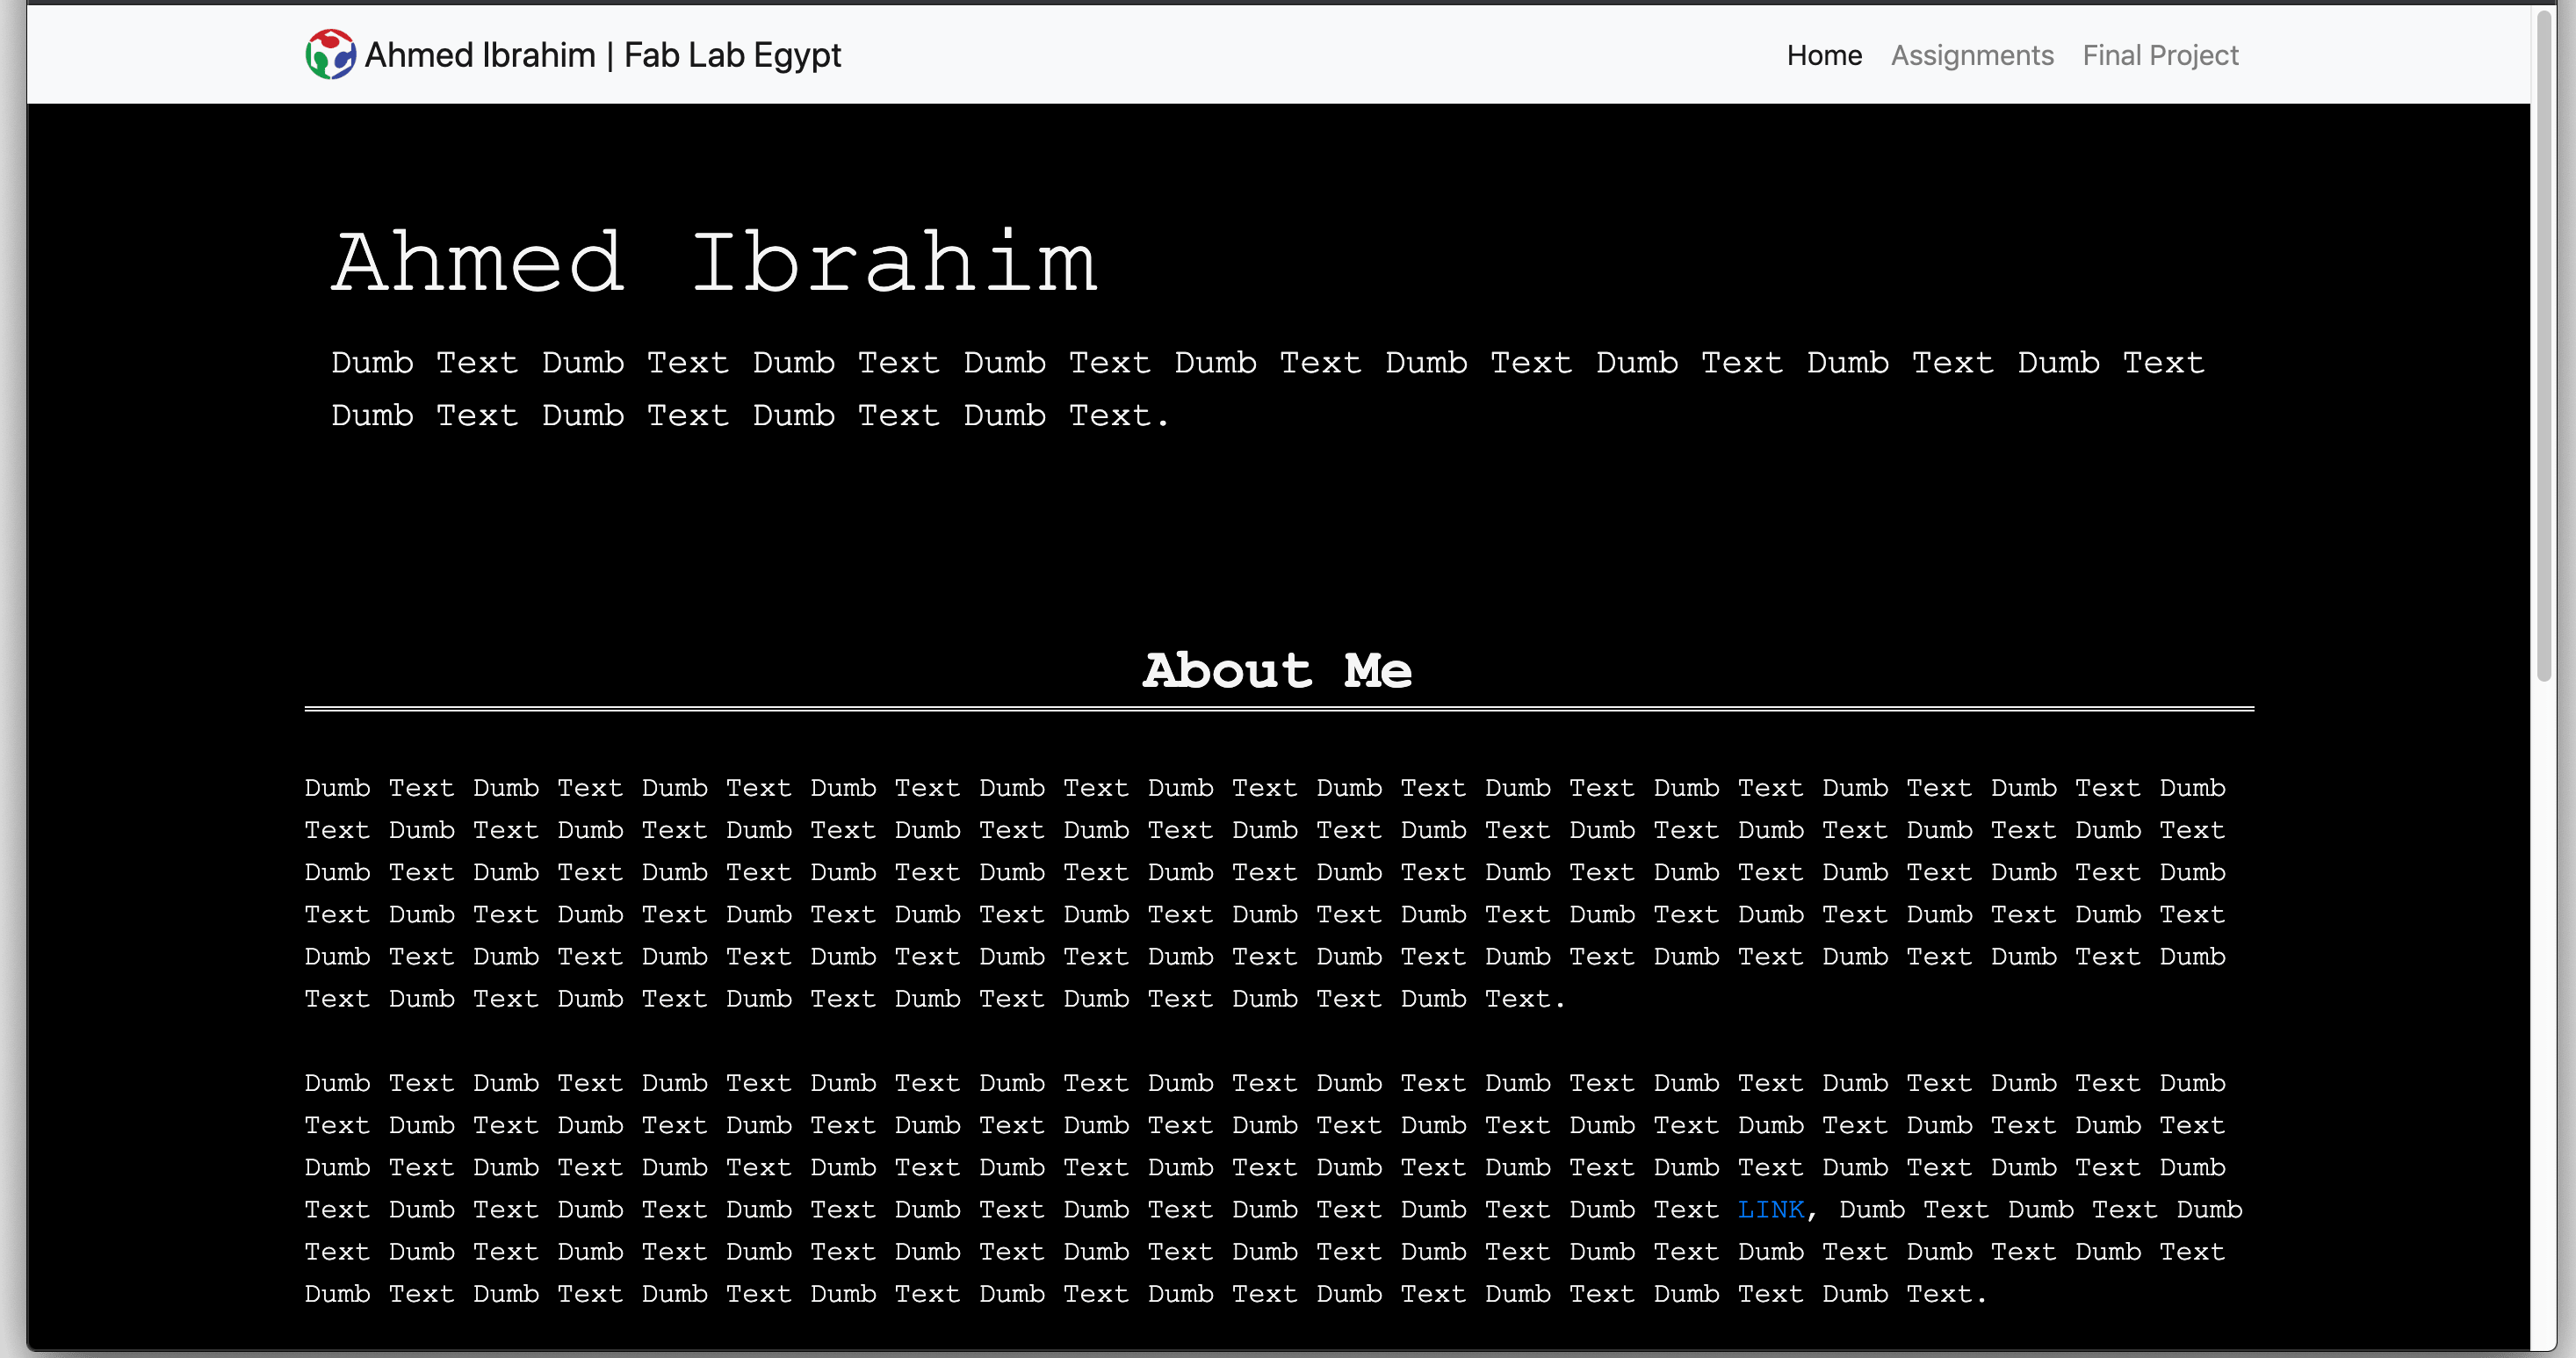 Ahmed Ibrahim | Fab Lab Egypt
Home Assignments Final Project
Ahmed Ibrahim
Dumb Text Dumb Text Dumb Text Dumb Text Dumb Text Dumb Text Dumb Text Dumb Text Dumb Text
Dumb Text Dumb Text Dumb Text Dumb Text.
About Me
Dumb Text Dumb Text Dumb Text Dumb Text Dumb Text Dumb Text Dumb Text Dumb Text Dumb Text Dumb Text Dumb Text Dumb
Text Dumb Text Dumb Text Dumb Text Dumb Text Dumb Text Dumb Text Dumb Text Dumb Text Dumb Text Dumb Text Dumb Text
Dumb Text Dumb Text Dumb Text Dumb Text Dumb Text Dumb Text Dumb Text Dumb Text Dumb Text Dumb Text Dumb Text Dumb
Text Dumb Text Dumb Text Dumb Text Dumb Text Dumb Text Dumb Text Dumb Text Dumb Text Dumb Text Dumb Text Dumb Text
Dumb Text Dumb Text Dumb Text Dumb Text Dumb Text Dumb Text Dumb Text Dumb Text Dumb Text Dumb Text Dumb Text Dumb
Text Dumb Text Dumb Text Dumb Text Dumb Text Dumb Text Dumb Text Dumb Text.
Dumb Text Dumb Text Dumb Text Dumb Text Dumb Text Dumb Text Dumb Text Dumb Text Dumb Text Dumb Text Dumb Text Dumb
Text Dumb Text Dumb Text Dumb Text Dumb Text Dumb Text Dumb Text Dumb Text Dumb Text Dumb Text Dumb Text Dumb Text
Dumb Text Dumb Text Dumb Text Dumb Text Dumb Text Dumb Text Dumb Text Dumb Text Dumb Text Dumb Text Dumb Text Dumb
Text Dumb Text Dumb Text Dumb Text Dumb Text Dumb Text Dumb Text Dumb Text Dumb Text LINK, Dumb Text Dumb Text Dumb
Text Dumb Text Dumb Text Dumb Text Dumb Text Dumb Text Dumb Text Dumb Text Dumb Text Dumb Text Dumb Text Dumb Text
Dumb Text Dumb Text Dumb Text Dumb Text Dumb Text Dumb Text Dumb Text Dumb Text Dumb Text Dumb Text.